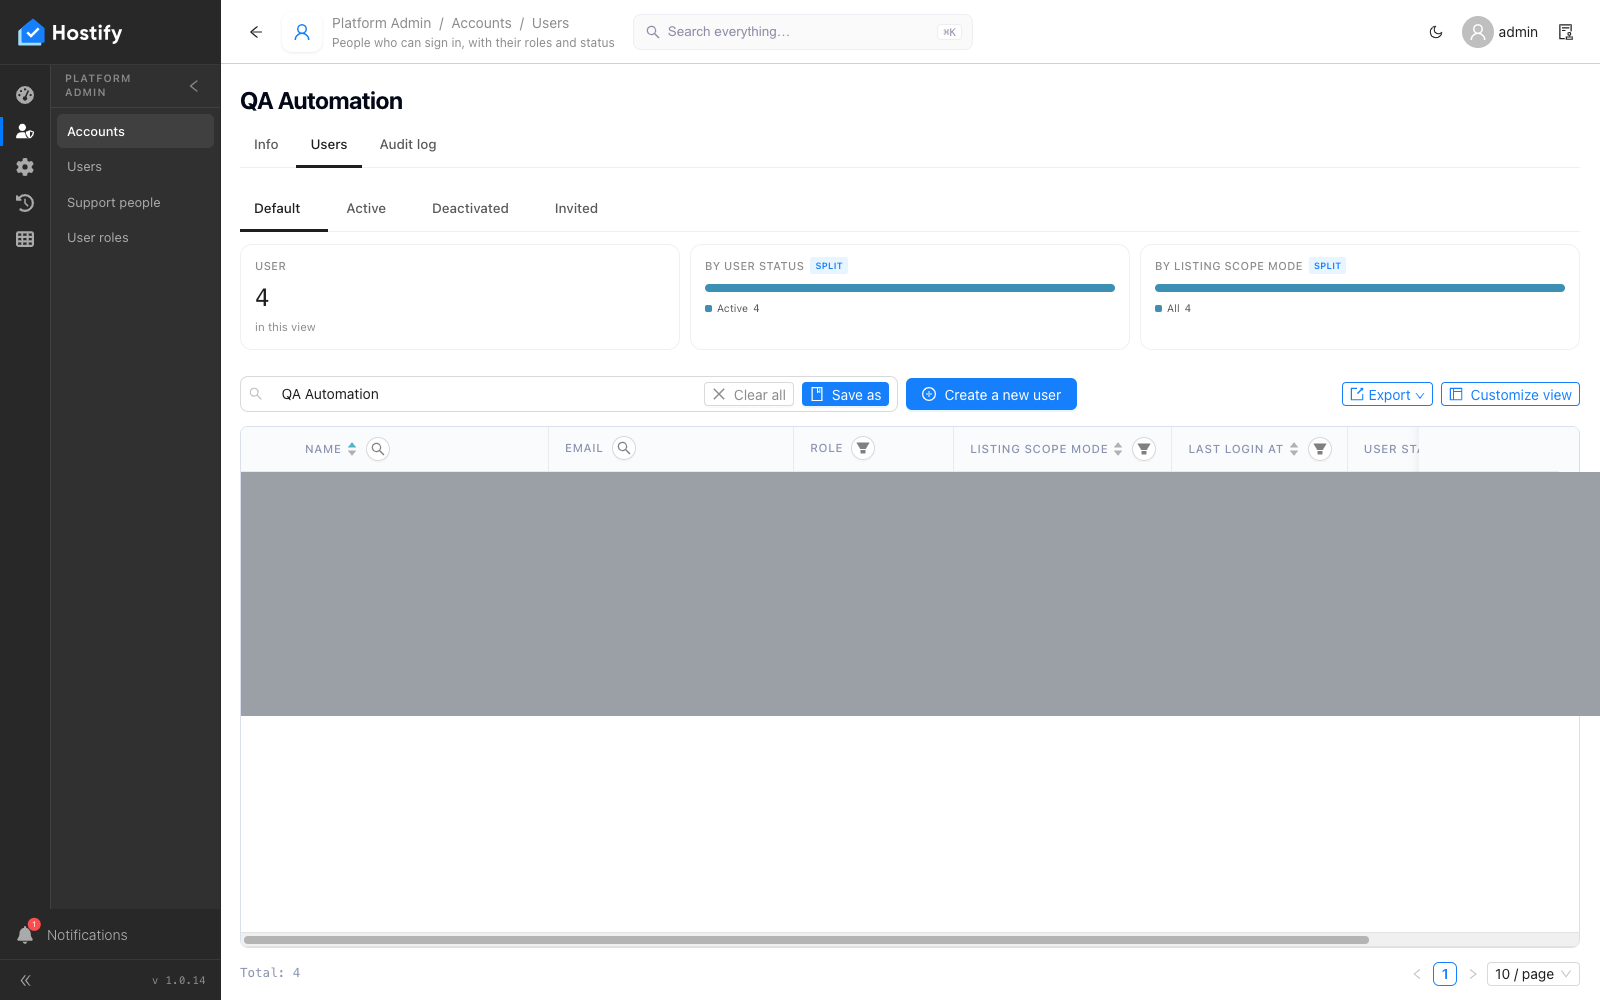 Hostify
Platform Admin / Accounts / Users
People who can sign in, with their roles and status
Search everything...
⌘K
admin
PLATFORM
ADMIN
Accounts
Users
Support people
User roles
Notifications
1
v 1.0.14
QA Automation
Info
Users
Audit log
Default
Active
Deactivated
Invited
USER
4
in this view
BY USER STATUS SPLIT
Active 4
BY LISTING SCOPE MODE SPLIT
All 4
QA Automation
Clear all
Save as
Create a new user
Export
Customize view
NAME
EMAIL
ROLE
LISTING SCOPE MODE
LAST LOGIN AT
USER
Total: 4
1
10 / page